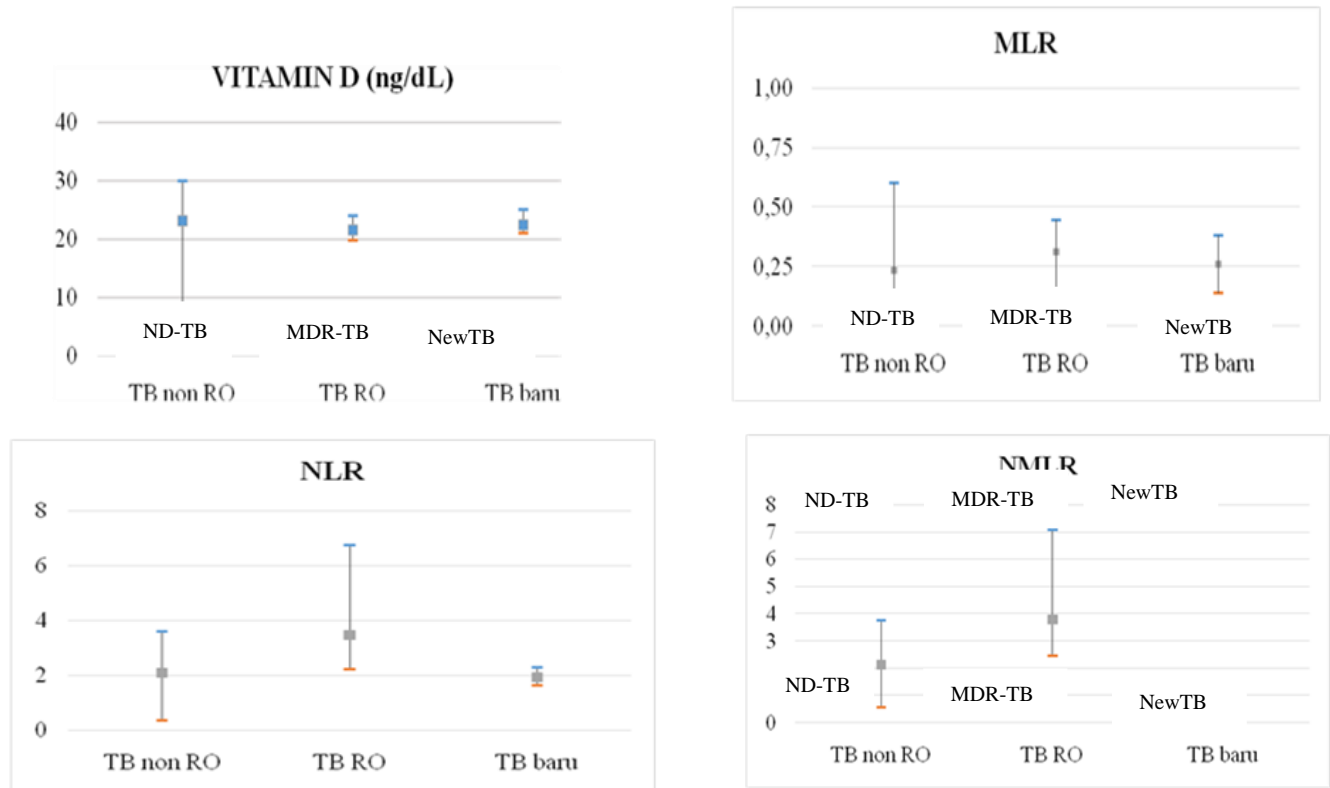 VITAMIN D (ng/dL)
40
30
20
10
0
ND-TB MDR-TB NewTB
TB non RO TB RO TB baru
MLR
1,00
0,75
0,50
0,25
0,00
ND-TB MDR-TB NewTB
TB non RO TB RO TB baru
NLR
8
6
4
2
0
TB non RO TB RO TB baru
NMLR
ND-TB MDR-TB NewTB
8
7
6
5
4
3
ND-TB MDR-TB NewTB
0
TB non RO TB RO TB baru